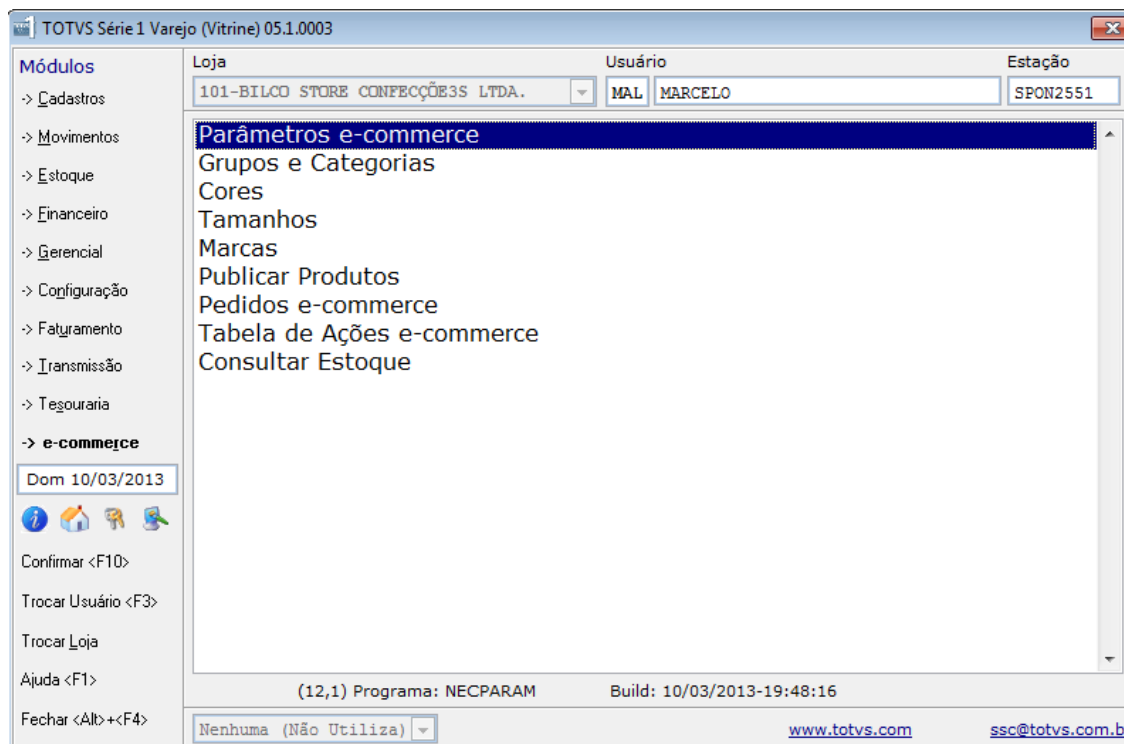 TOTVS Série 1 Varejo (Vitrine) 05.1.0003
Módulos
-> Cadastros
-> Movimentos
-> Estoque
-> Financeiro
-> Gerencial
-> Configuração
-> Faturamento
-> Transmissão
-> Tesouraria
-> e-commerce
Dom 10/03/2013
Confirmar <F10>
Trocar Usuário <F3>
Trocar Loja
Ajuda <F1>
Fechar <Alt>+<F4>
Loja Usuário Estação
101-BILCO STORE CONFECÇÕE3S LTDA. MAL MARCELO SPON2551
Parâmetros e-commerce
Grupos e Categorias
Cores
Tamanhos
Marcas
Publicar Produtos
Pedidos e-commerce
Tabela de Ações e-commerce
Consultar Estoque
(12,1) Programa: NECPARAM Build: 10/03/2013-19:48:16
Nenhuma (Não Utiliza) www.totvs.com ssc@totvs.com.b